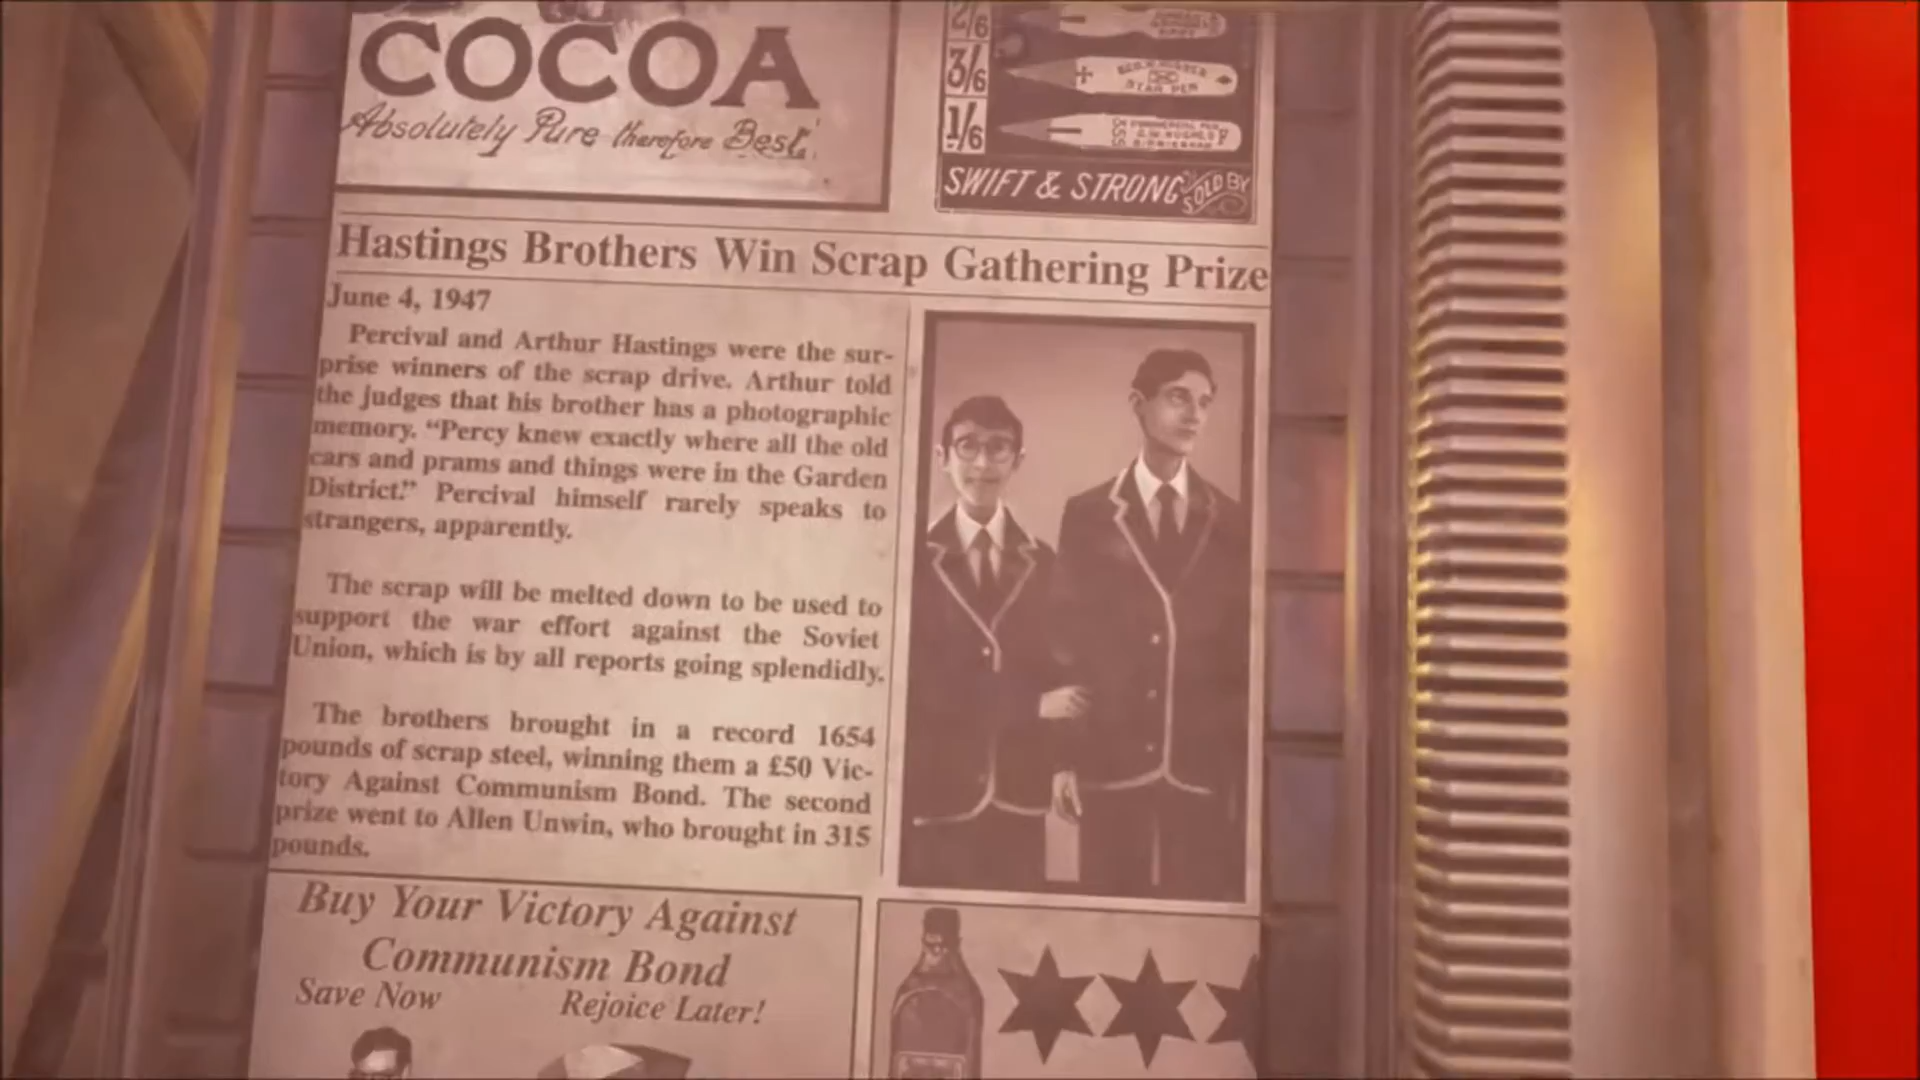 COCOA
Absolutely Pure therefore Best.
2/6
3/6
STAR PEN
1/6
SWIFT & STRONG SOLD BY
Hastings Brothers Win Scrap Gathering Prize
June 4, 1947
Percival and Arthur Hastings were the sur-
prise winners of the scrap drive. Arthur told
the judges that his brother has a photographic
memory. “Percy knew exactly where all the old
cars and prams and things were in the Garden
District.” Percival himself rarely speaks to
strangers, apparently.
The scrap will be melted down to be used to
support the war effort against the Soviet
Union, which is by all reports going splendidly.
The brothers brought in a record 1654
pounds of scrap steel, winning them a £50 Vic-
tory Against Communism Bond. The second
prize went to Allen Unwin, who brought in 315
pounds.
Buy Your Victory Against
Communism Bond
Save Now
Rejoice Later!